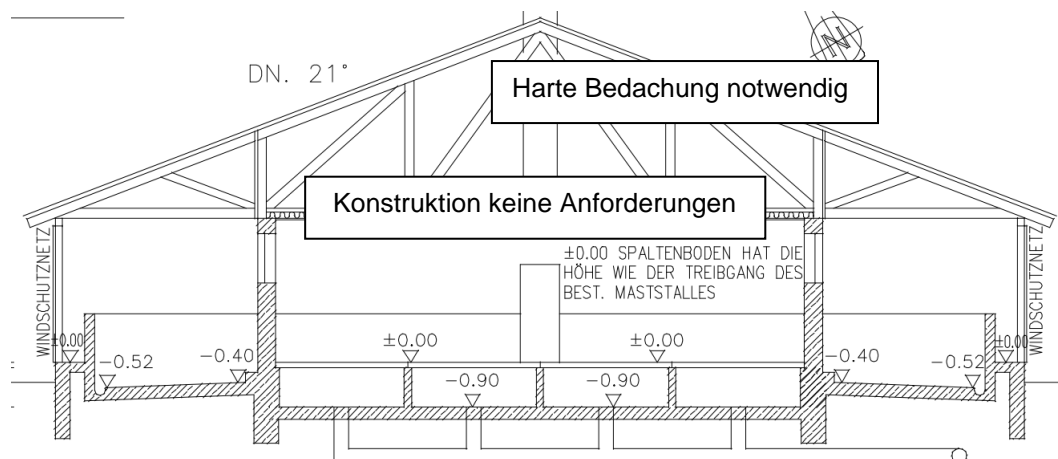 N
DN. 21°
Harte Bedachung notwendig
Konstruktion keine Anforderungen
WINDSCHUTZNETZ
±0.00 SPALTENBODEN HAT DIE
HÖHE WIE DER TREIBGANG DES
BEST. MASTSTALLES
WINDSCHUTZNETZ
±0.00
-0.52
-0.40
±0.00
±0.00
-0.40
-0.52
±0.00
-0.90
-0.90